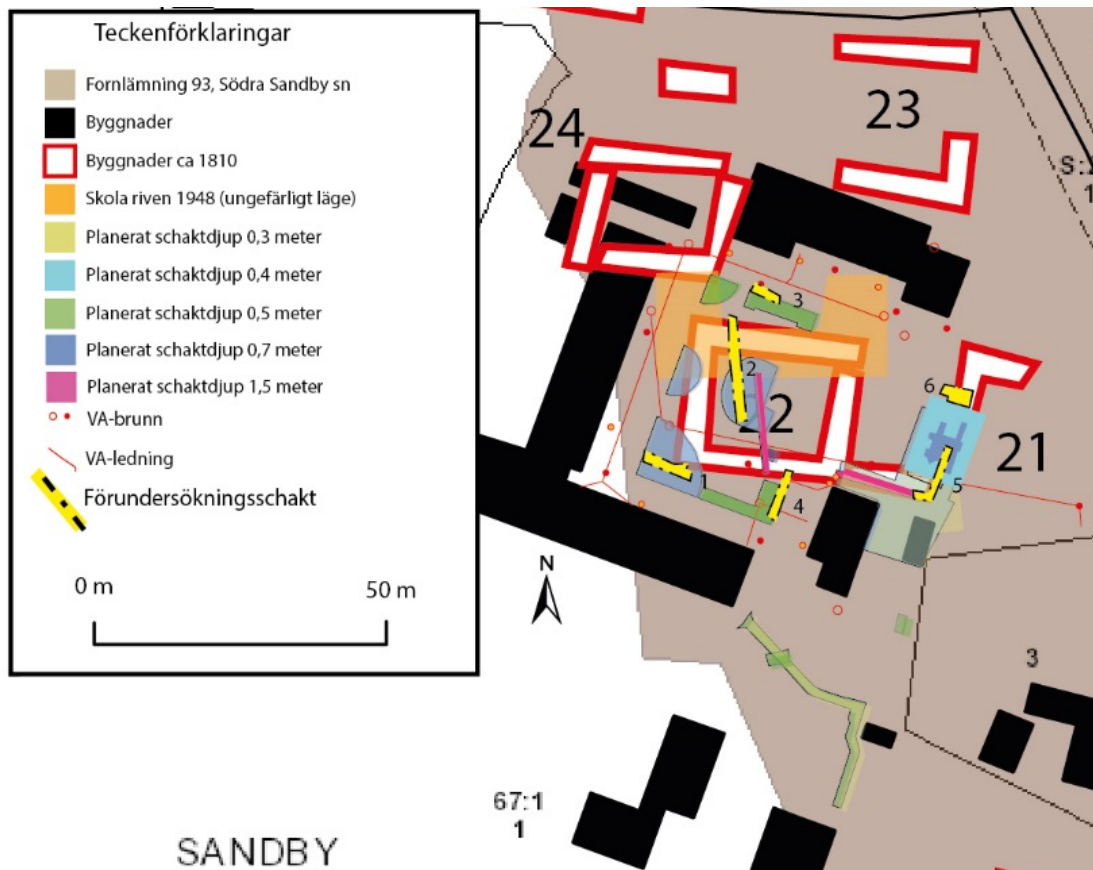 Teckenförklaringar
Fornlämning 93, Södra Sandby sn
Byggnader
Byggnader ca 1810
Skola riven 1948 (ungefärligt läge)
Planerat schaktdjup 0,3 meter
Planerat schaktdjup 0,4 meter
Planerat schaktdjup 0,5 meter
Planerat schaktdjup 0,7 meter
Planerat schaktdjup 1,5 meter
VA-brunn
VA-ledning
Förundersökningsschakt
0 m 50 m
24
23
1
3
2
22
6
21
5
1
4
N
3
67:1
1
SANDBY